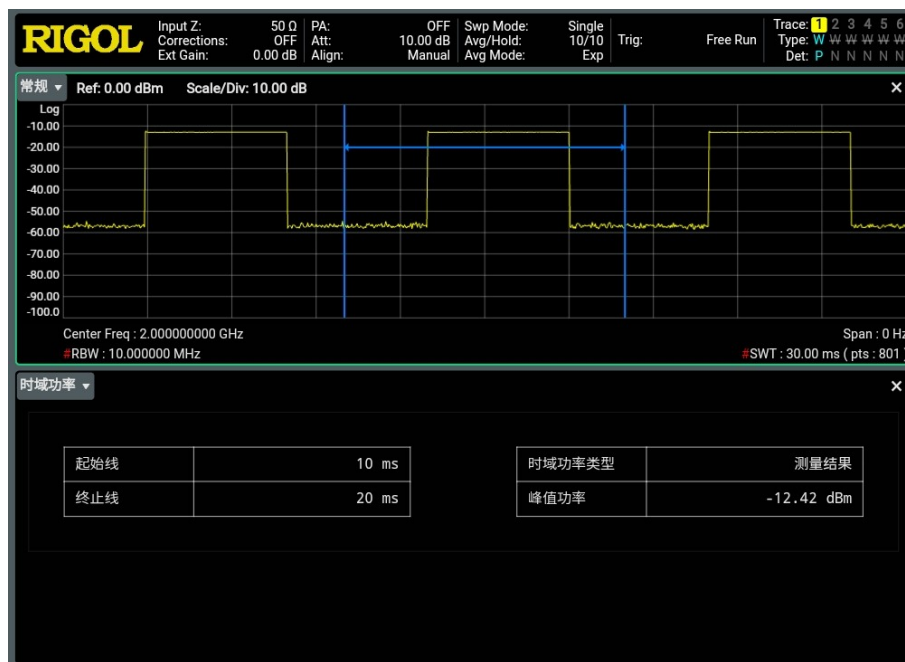 RIGOL
Input Z: 50 Ω PA: OFF Swp Mode: Single Trace: 1 2 3 4 5 6
Corrections: OFF Att: 10.00 dB Avg/Hold: 10/10 Trig: Free Run Type: W W W W W W
Ext Gain: 0.00 dB Align: Manual Avg Mode: Exp Det: P N N N N N
常规 Ref: 0.00 dBm Scale/Div: 10.00 dB
Log
-10.00
-20.00
-30.00
-40.00
-50.00
-60.00
-70.00
-80.00
-90.00
-100.0
Center Freq : 2.000000000 GHz Span : 0 Hz
#RBW : 10.000000 MHz #SWT : 30.00 ms ( pts : 801 )
时域功率
起始线 10 ms 时域功率类型 测量结果
终止线 20 ms 峰值功率 -12.42 dBm